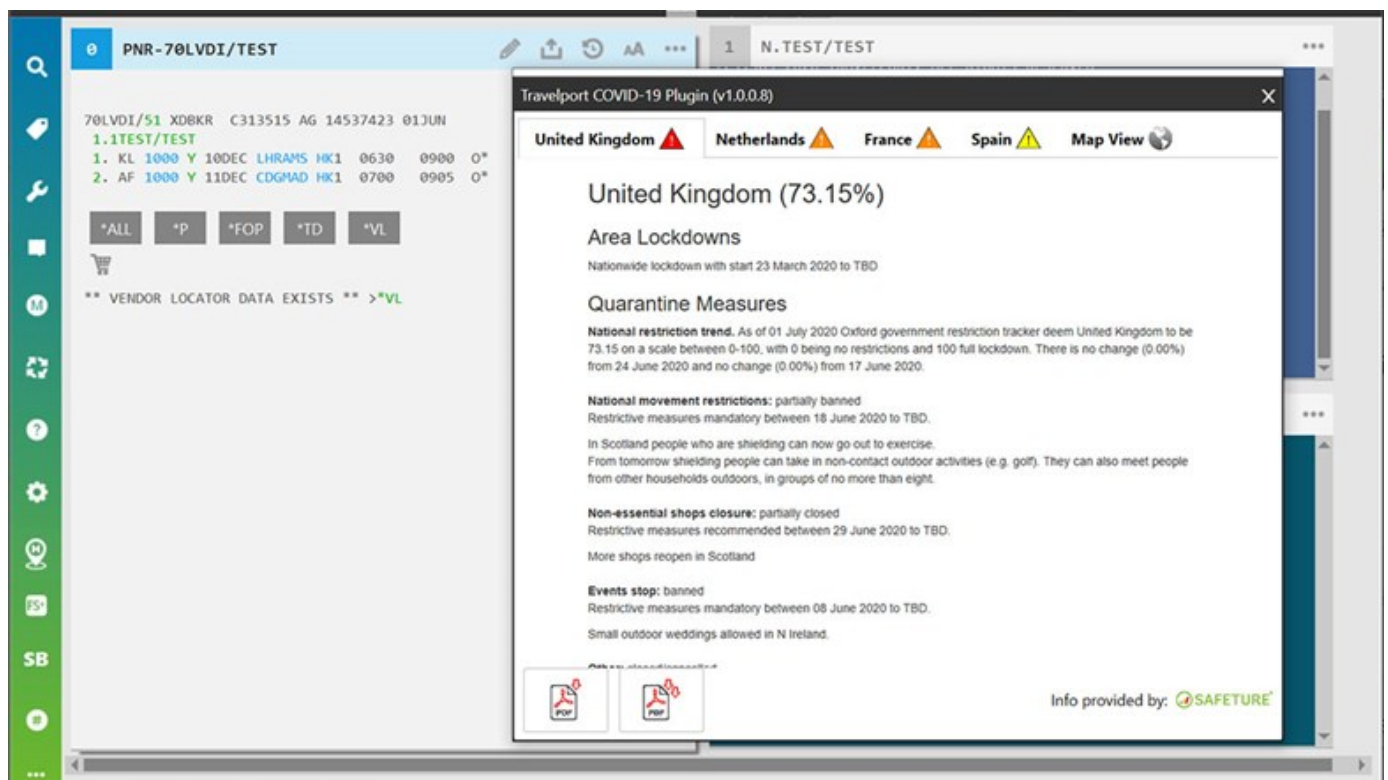 0 PNR-70LVDI/TEST AA
1 N.TEST/TEST
70LVDI/51 XDBKR C313515 AG 14537423 01JUN
1.1TEST/TEST
1. KL 1000 Y 10DEC LHRAMS HK1 0630 0900 O*
2. AF 1000 Y 11DEC CDGMAD HK1 0700 0905 O*
*ALL *P *FOP *TD *VL
** VENDOR LOCATOR DATA EXISTS ** >*VL
M
?
H
FS+
SB
#
Travelport COVID-19 Plugin (v1.0.0.8) X
United Kingdom Netherlands France Spain Map View
United Kingdom (73.15%)
Area Lockdowns
Nationwide lockdown with start 23 March 2020 to TBD
Quarantine Measures
National restriction trend. As of 01 July 2020 Oxford government restriction tracker deem United Kingdom to be
73.15 on a scale between 0-100, with 0 being no restrictions and 100 full lockdown. There is no change (0.00%)
from 24 June 2020 and no change (0.00%) from 17 June 2020.
National movement restrictions: partially banned
Restrictive measures mandatory between 18 June 2020 to TBD.
In Scotland people who are shielding can now go out to exercise.
From tomorrow shielding people can take in non-contact outdoor activities (e.g. golf). They can also meet people
from other households outdoors, in groups of no more than eight.
Non-essential shops closure: partially closed
Restrictive measures recommended between 29 June 2020 to TBD.
More shops reopen in Scotland
Events stop: banned
Restrictive measures mandatory between 08 June 2020 to TBD.
Small outdoor weddings allowed in N Ireland.
PDF PDF
Info provided by: SAFETURE